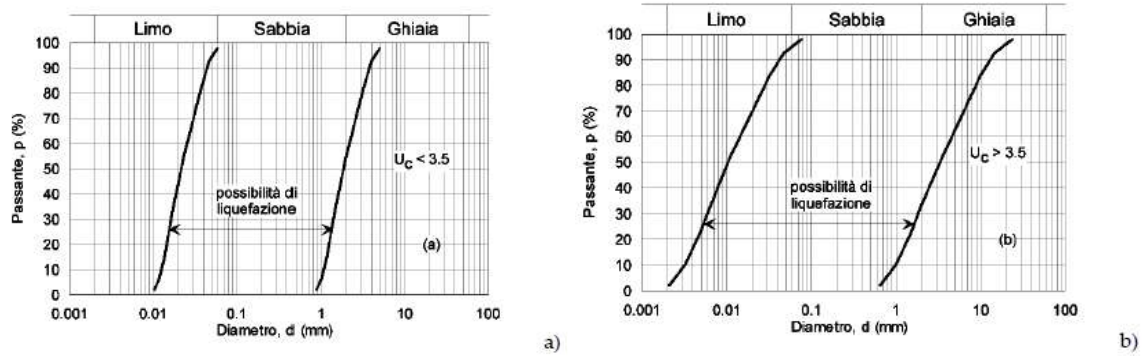 Limo Sabbia Ghiaia
Passante, p (%)
100
90
80
70
60
50
40
30
20
10
0
U_C < 3.5
possibilità di
liquefazione
(a)
0.001 0.01 0.1 1 10 100
Diametro, d (mm)
a)
Limo Sabbia Ghiaia
Passante, p (%)
100
90
80
70
60
50
40
30
20
10
0
U_C > 3.5
possibilità di
liquefazione
(b)
0.001 0.01 0.1 1 10 100
Diametro, d (mm)
b)